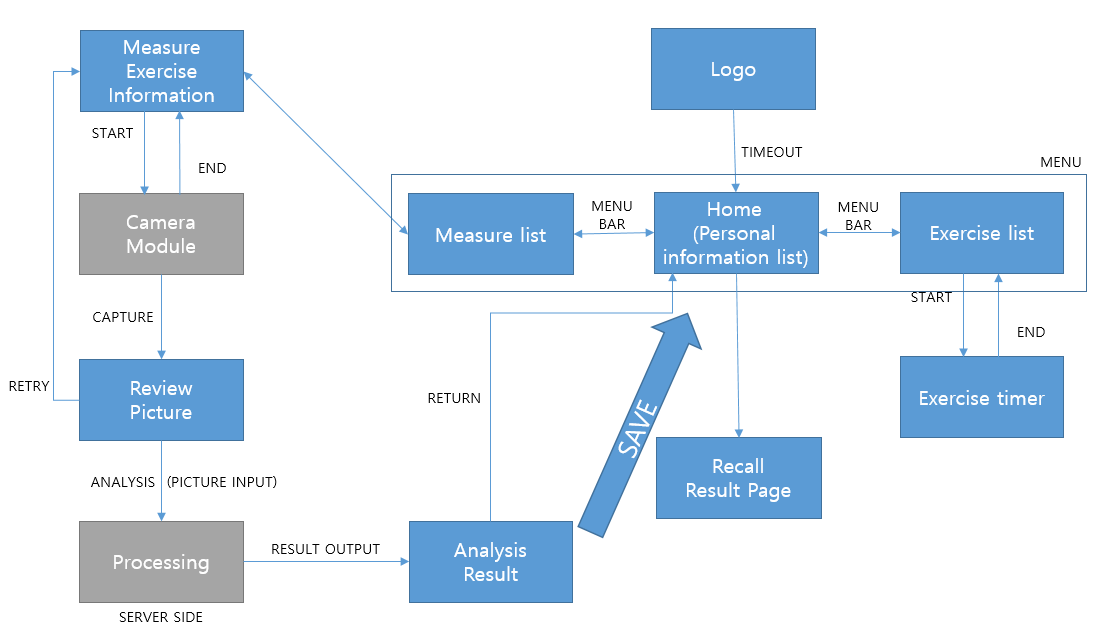 Measure
Exercise
Information
Logo
START
END
TIMEOUT
MENU
Camera
Module
Measure list
MENU
BAR
Home
(Personal
information list)
MENU
BAR
Exercise list
CAPTURE
START
END
RETRY
Review
Picture
RETURN
SAVE
Exercise timer
Recall
Result Page
ANALYSIS (PICTURE INPUT)
Processing
RESULT OUTPUT
Analysis
Result
SERVER SIDE